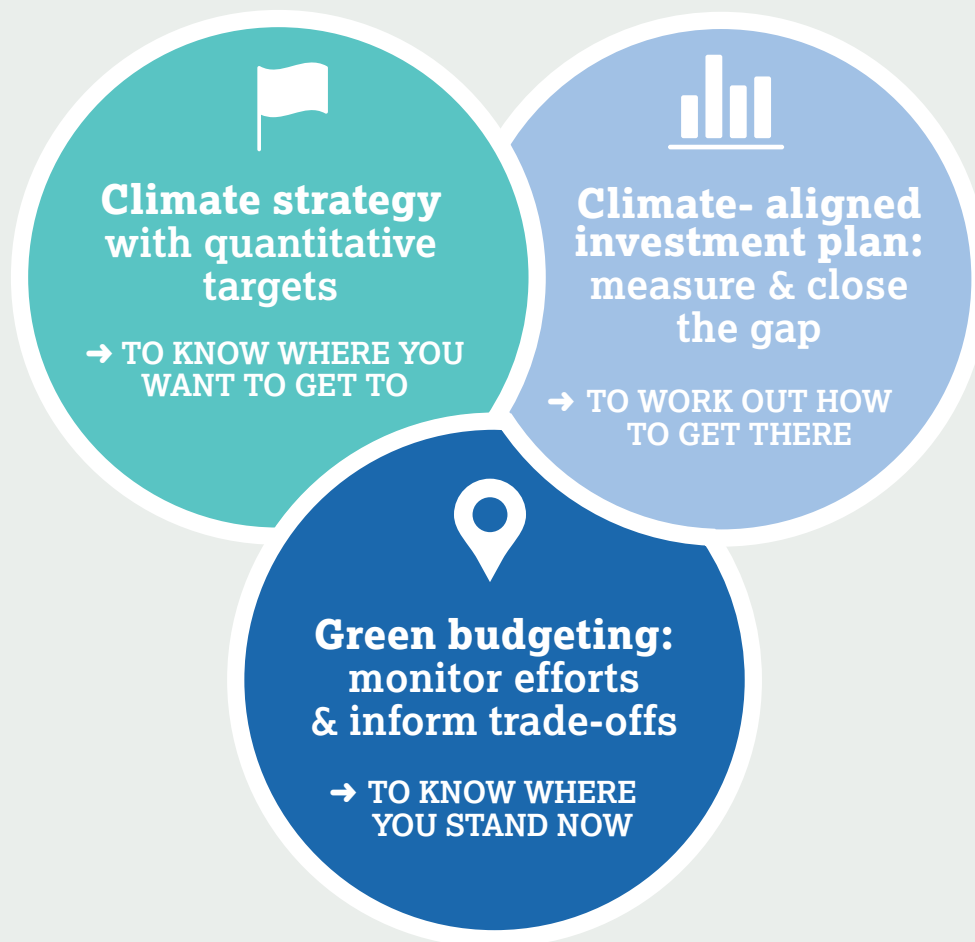 Climate strategy
with quantitative
targets
➜ TO KNOW WHERE YOU
WANT TO GET TO
Climate- aligned
investment plan:
measure & close
the gap
➜ TO WORK OUT HOW
TO GET THERE
Green budgeting:
monitor efforts
& inform trade-offs
➜ TO KNOW WHERE
YOU STAND NOW